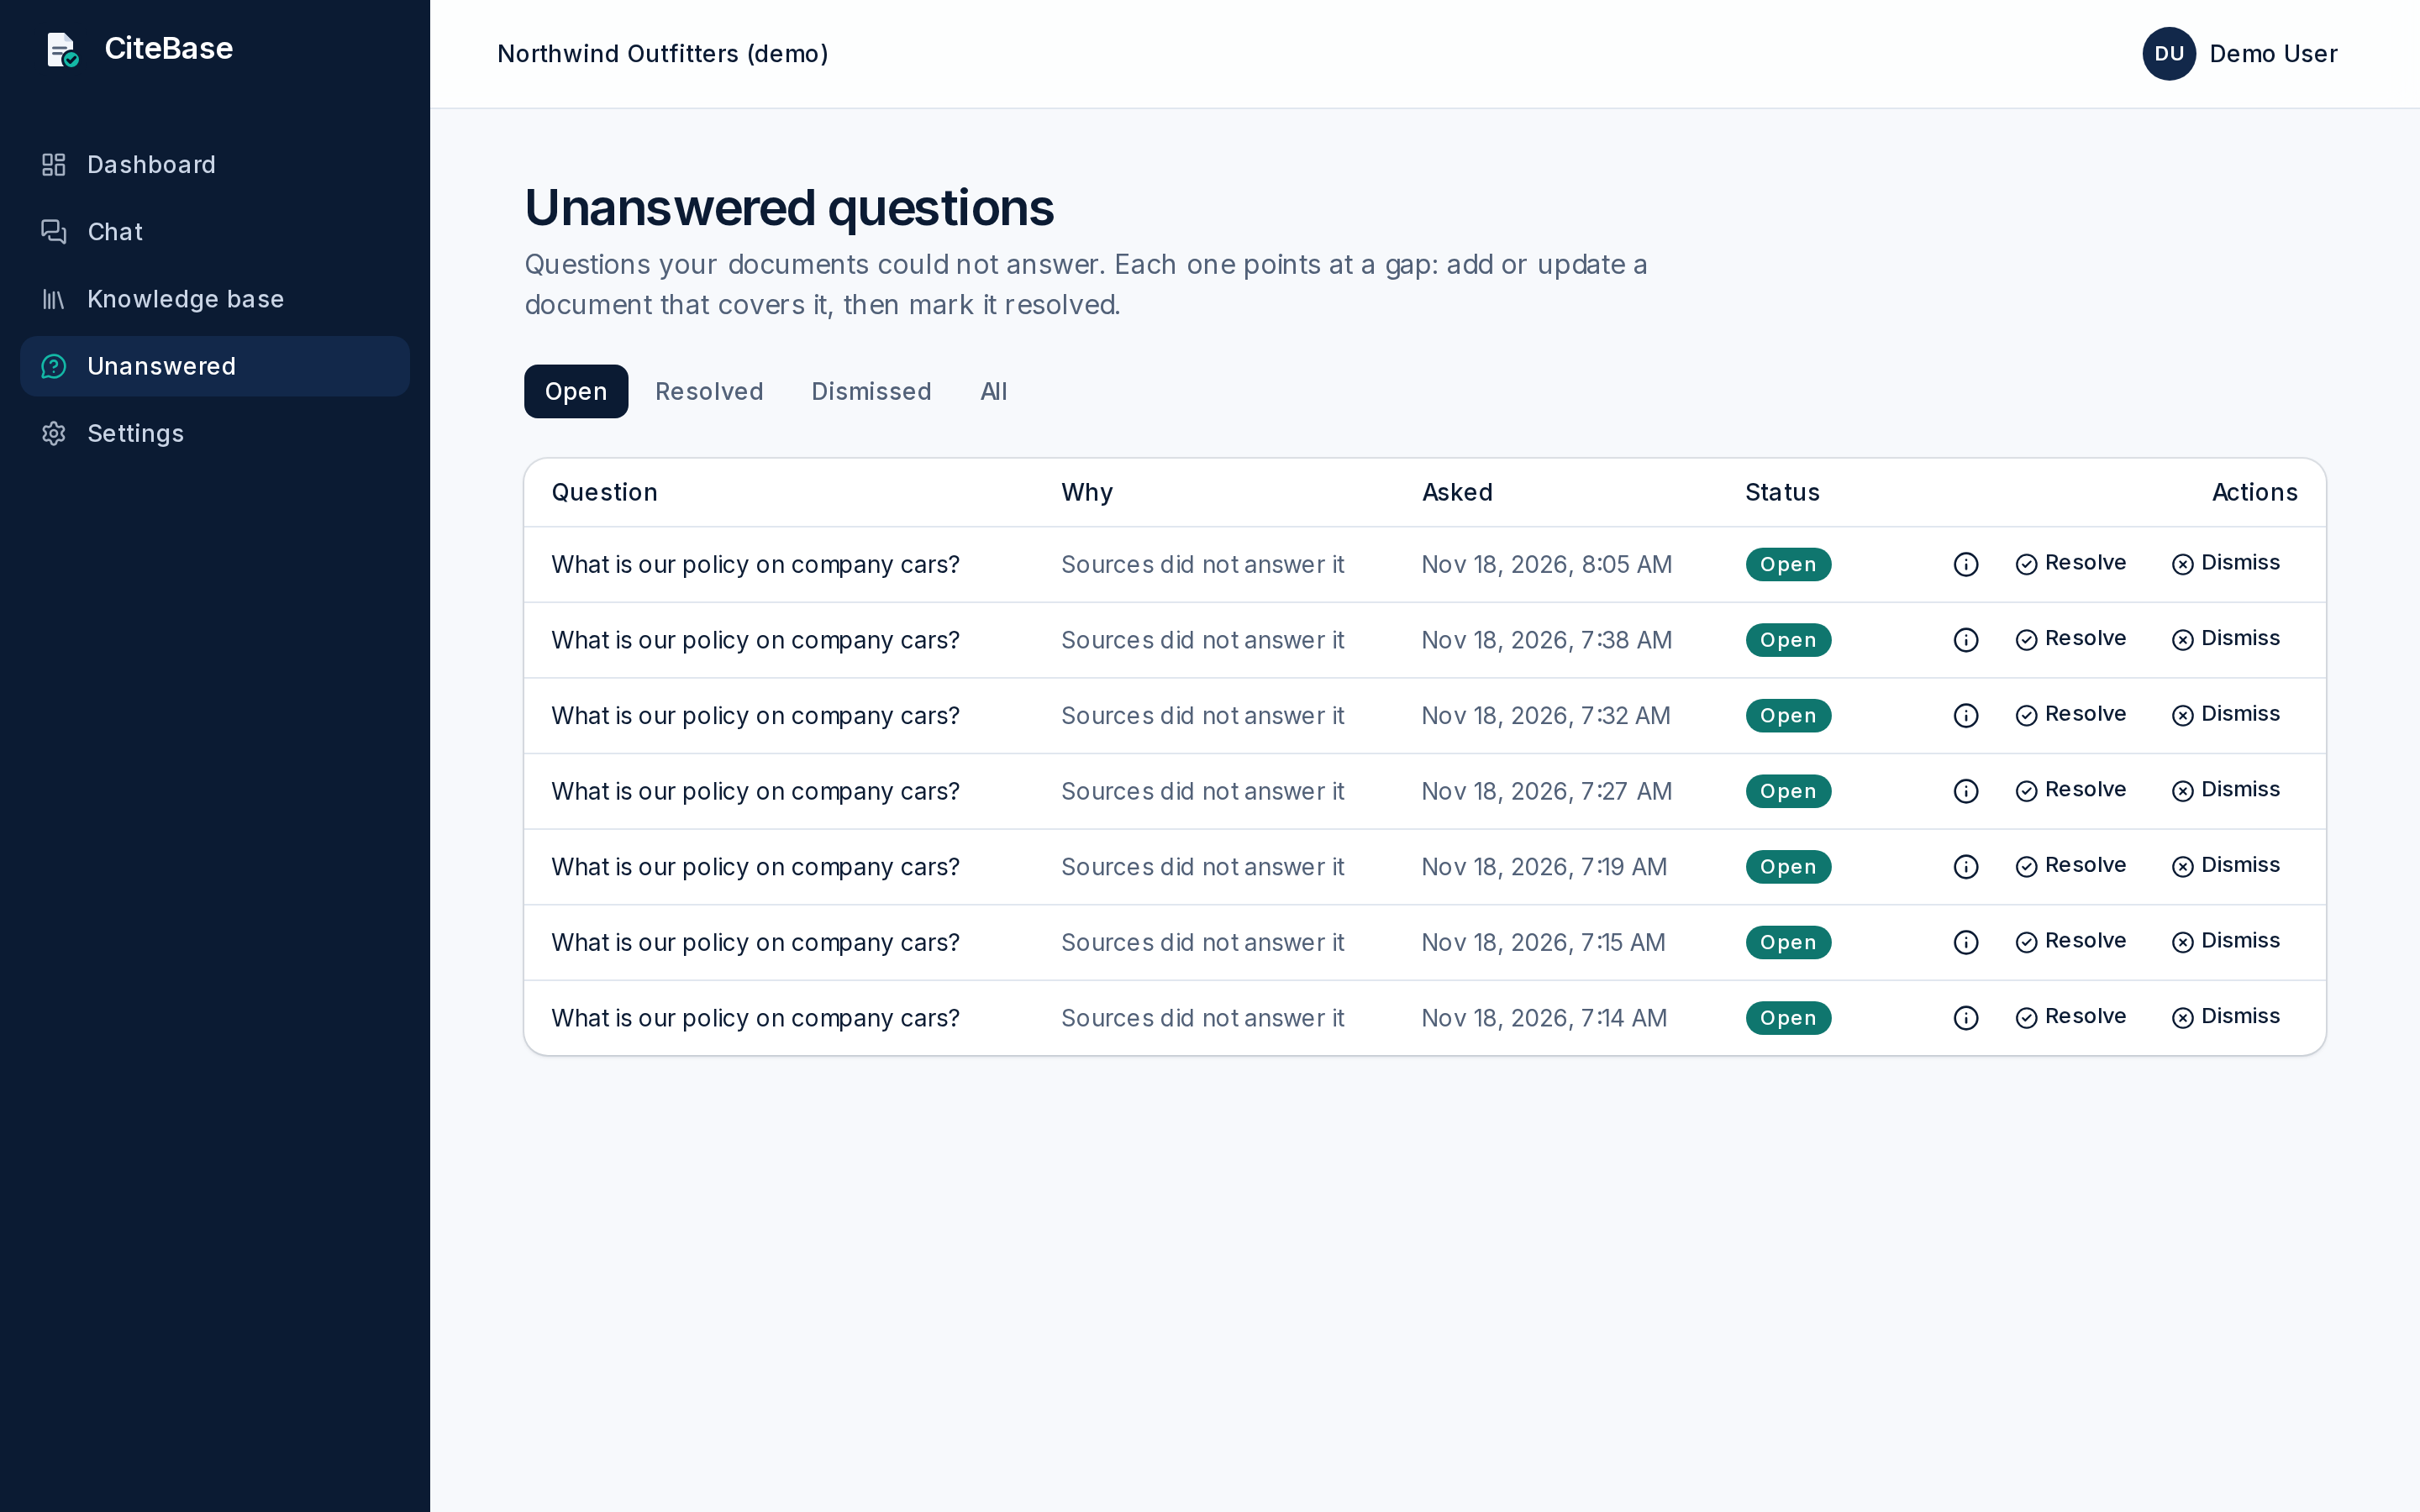 CiteBase
Northwind Outfitters (demo)
DU Demo User
Dashboard
Chat
Knowledge base
Unanswered
Settings
Unanswered questions
Questions your documents could not answer. Each one points at a gap: add or update a
document that covers it, then mark it resolved.
Open Resolved Dismissed All
Question Why Asked Status Actions
What is our policy on company cars? Sources did not answer it Nov 18, 2026, 8:05 AM Open Resolve Dismiss
What is our policy on company cars? Sources did not answer it Nov 18, 2026, 7:38 AM Open Resolve Dismiss
What is our policy on company cars? Sources did not answer it Nov 18, 2026, 7:32 AM Open Resolve Dismiss
What is our policy on company cars? Sources did not answer it Nov 18, 2026, 7:27 AM Open Resolve Dismiss
What is our policy on company cars? Sources did not answer it Nov 18, 2026, 7:19 AM Open Resolve Dismiss
What is our policy on company cars? Sources did not answer it Nov 18, 2026, 7:15 AM Open Resolve Dismiss
What is our policy on company cars? Sources did not answer it Nov 18, 2026, 7:14 AM Open Resolve Dismiss